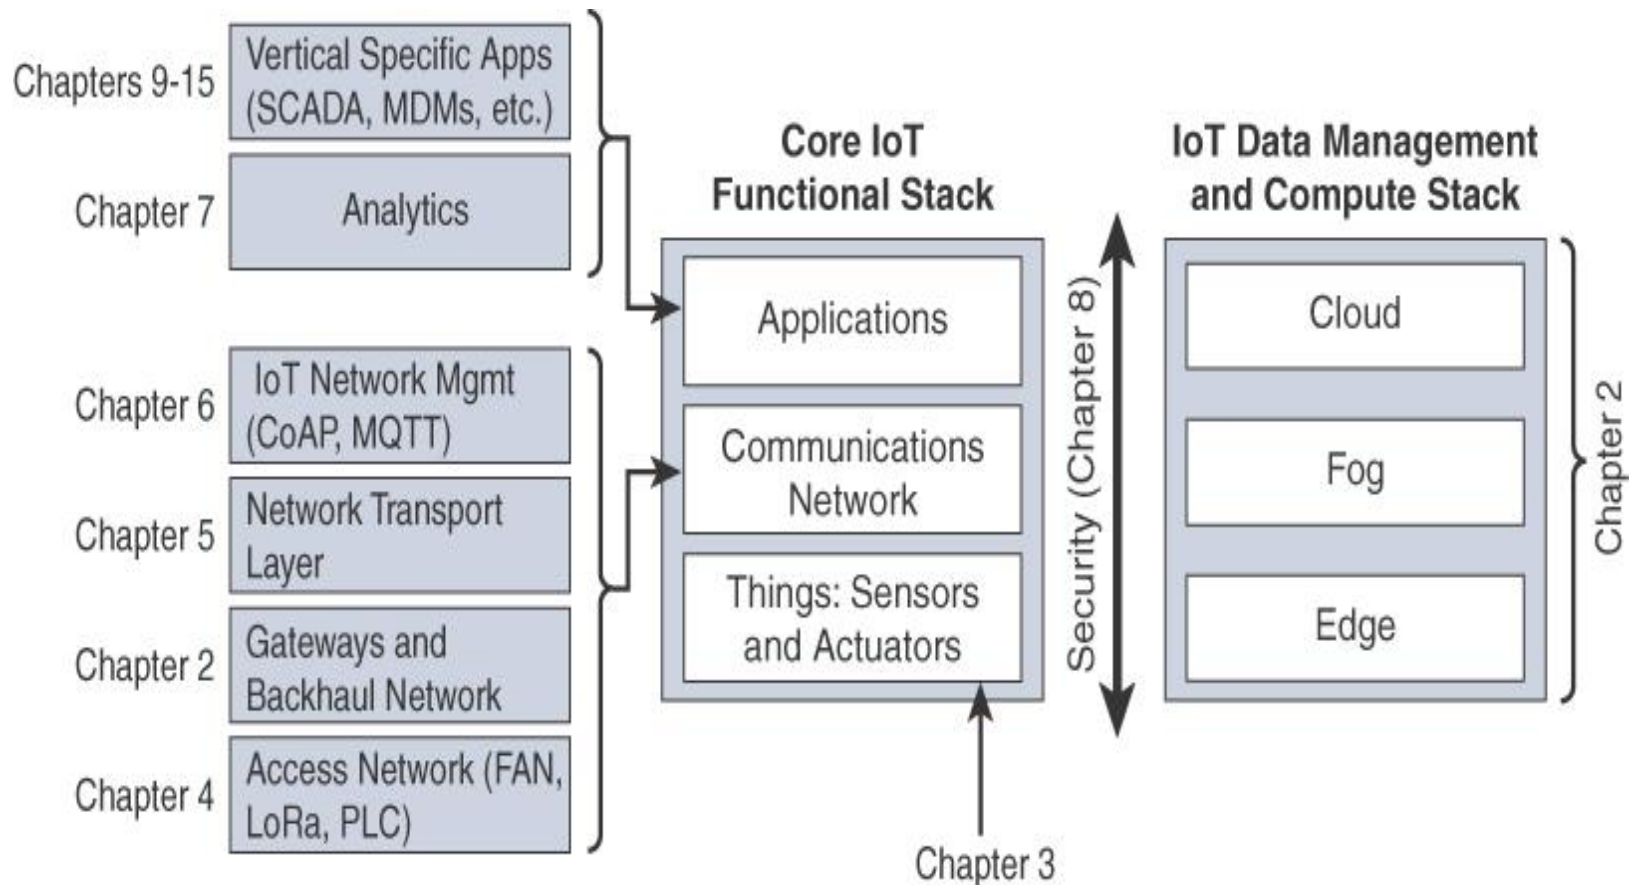 Chapters 9-15
Vertical Specific Apps
(SCADA, MDMs, etc.)
Chapter 7
Analytics
Chapter 6
IoT Network Mgmt
(CoAP, MQTT)
Chapter 5
Network Transport
Layer
Chapter 2
Gateways and
Backhaul Network
Chapter 4
Access Network (FAN,
LoRa, PLC)
Core IoT
Functional Stack
Applications
Communications
Network
Things: Sensors
and Actuators
Chapter 3
Security (Chapter 8)
IoT Data Management
and Compute Stack
Cloud
Fog
Edge
Chapter 2